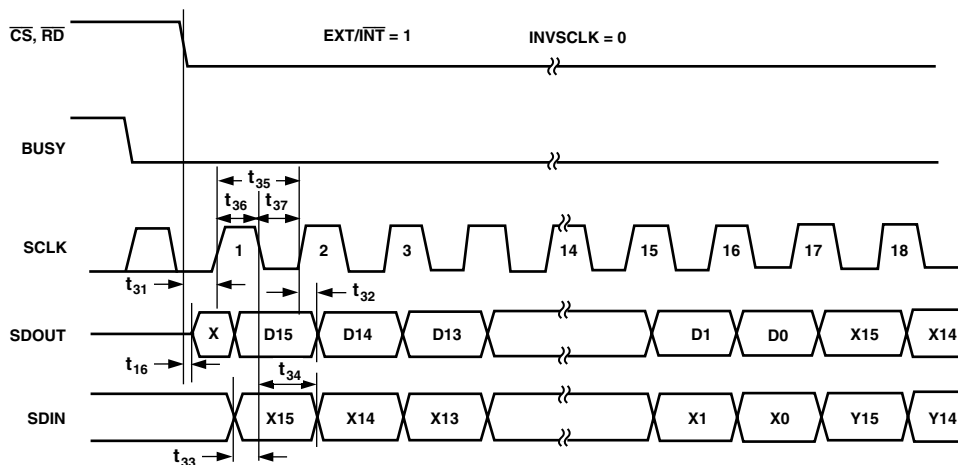 CS, RD EXT/INT = 1 INVSCLK = 0
BUSY
t35
t36 t37
SCLK 1 2 3 14 15 16 17 18
t31 t32
SDOUT X D15 D14 D13 D1 D0 X15 X14
t16 t34
SDIN X15 X14 X13 X1 X0 Y15 Y14
t33